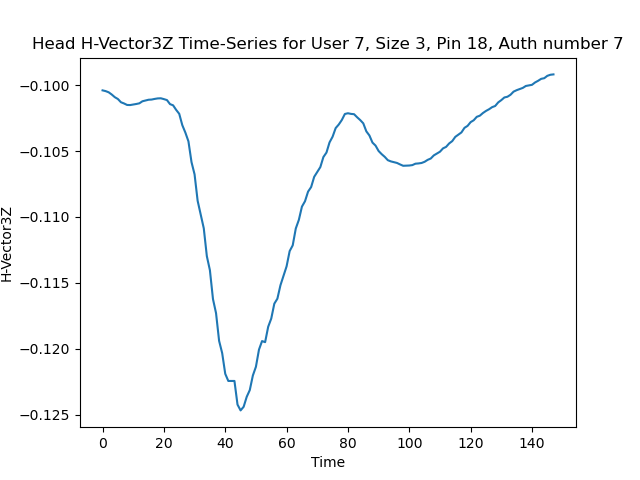 Head H-Vector3Z Time-Series for User 7, Size 3, Pin 18, Auth number 7
H-Vector3Z
−0.100
−0.105
−0.110
−0.115
−0.120
−0.125
0 20 40 60 80 100 120 140
Time